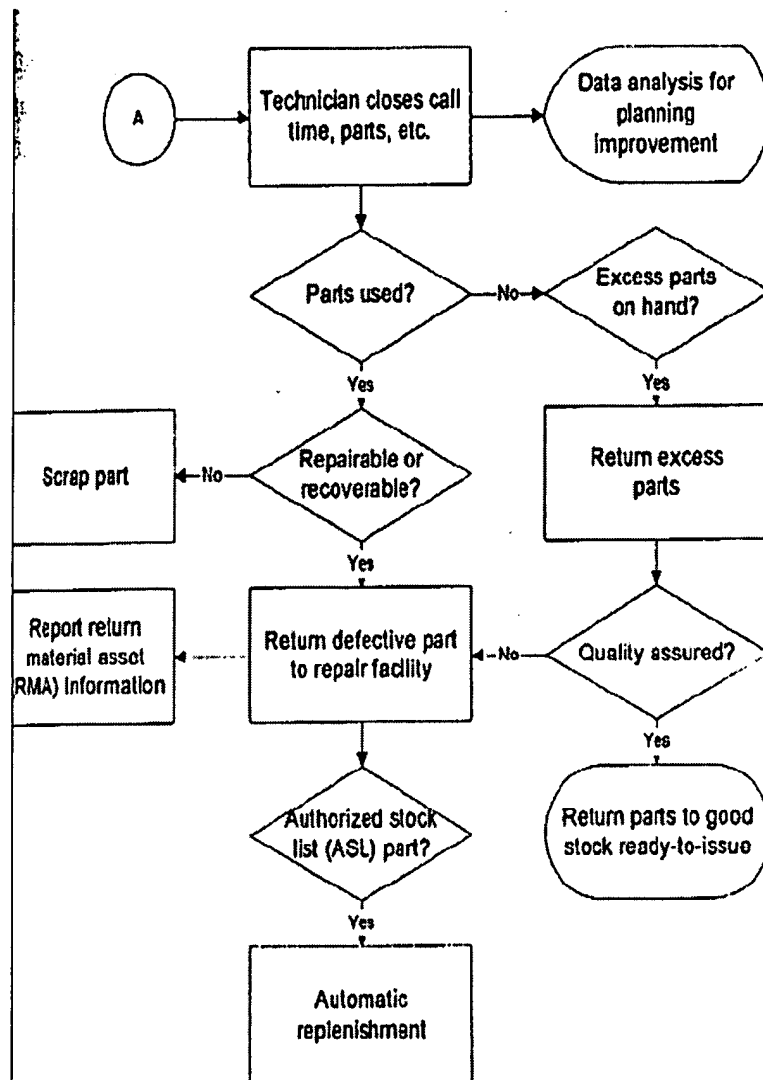 A
Technician closes call
time, parts, etc.
Data analysis for
planning
improvement
Parts used?
No
Excess parts
on hand?
Yes
Yes
Scrap part
No
Repairable or
recoverable?
Return excess
parts
Yes
Report return
material asset
(RMA) Information
Return defective part
to repair facility
No
Quality assured?
Yes
Authorized stock
list (ASL) part?
Return parts to good
stock ready-to-issue
Yes
Automatic
replenishment